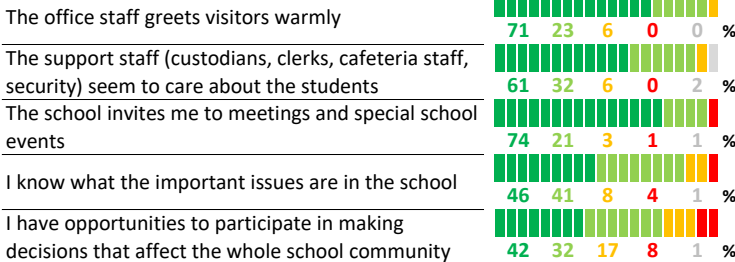 The office staff greets visitors warmly
71 23 6 0 0 %
The support staff (custodians, clerks, cafeteria staff,
security) seem to care about the students
61 32 6 0 2 %
The school invites me to meetings and special school
events
74 21 3 1 1 %
I know what the important issues are in the school
46 41 8 4 1 %
I have opportunities to participate in making
decisions that affect the whole school community
42 32 17 8 1 %